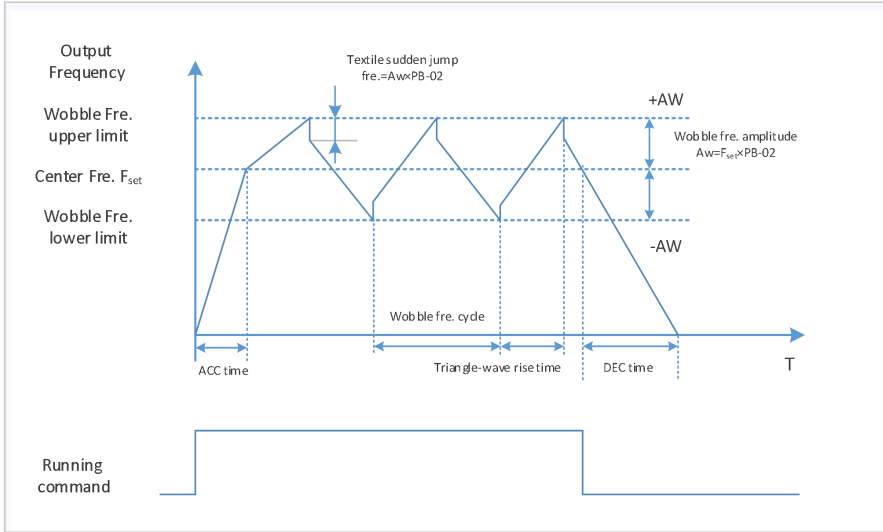 Output
Frequency
Textile sudden jump
fre.=Aw×PB-02
Wobble Fre.
upper limit
+AW
Wobble fre. amplitude
Aw=Fset×PB-02
Center Fre. Fset
Wobble Fre.
lower limit
-AW
Wobble fre. cycle
ACC time
Triangle-wave rise time
DEC time
T
Running
command